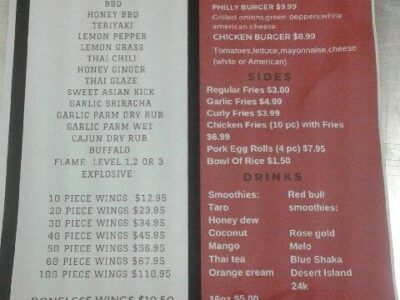 BBQ
HONEY BBQ
TERIYAKI
LEMON PEPPER
LEMON GRASS
THAI CHILI
HONEY GINGER
THAI GLAZE
SWEET ASIAN KICK
GARLIC SRIRACHA
GARLIC PARM DRY RUB
GARLIC PARM WET
CAJUN DRY RUB
BUFFALO
FLAME LEVEL 1,2 OR 3
EXPLOSIVE
10 PIECE WINGS $12.95
20 PIECE WINGS $23.95
30 PIECE WINGS $34.95
40 PIECE WINGS $45.95
50 PIECE WINGS $56.95
60 PIECE WINGS $67.95
100 PIECE WINGS $110.95
BONELESS WINGS $10.50
PHILLY BURGER $9.99
Grilled onions,green peppers,white
american cheese.
CHICKEN BURGER $6.99
Tomatoes,lettuce,mayonnaise,cheese
(white or American).
SIDES
Regular Fries $3.00
Garlic Fries $4.99
Curly Fries $3.99
Chicken Fries (10 pc) with Fries
$6.99
Pork Egg Rolls (4 pc) $7.95
Bowl Of Rice $1.50
DRINKS
Smoothies:
Taro
Honey dew
Coconut
Mango
Thai tea
Orange cream
16oz $5.00
Red bull
smoothies:
Rose gold
Melo
Blue Shaka
Desert Island
24k